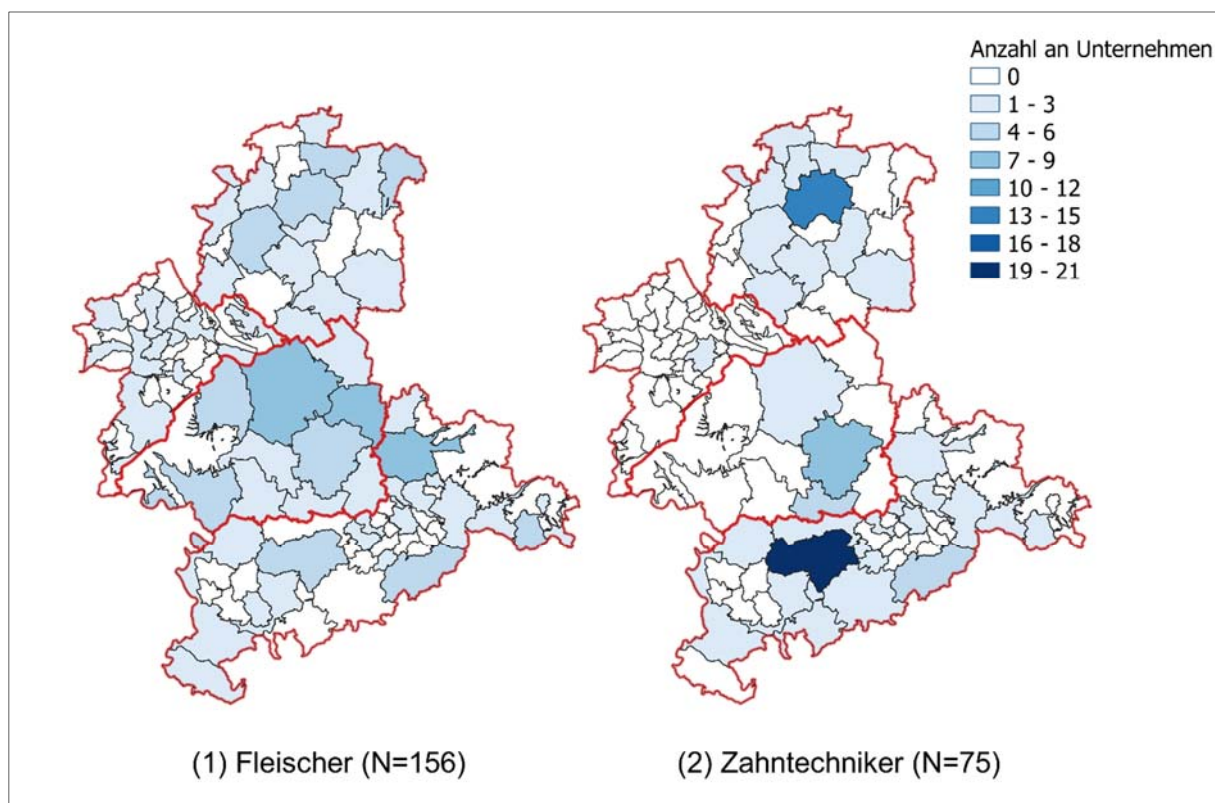 Anzahl an Unternehmen
0
1 - 3
4 - 6
7 - 9
10 - 12
13 - 15
16 - 18
19 - 21
(1) Fleischer (N=156)
(2) Zahntechniker (N=75)